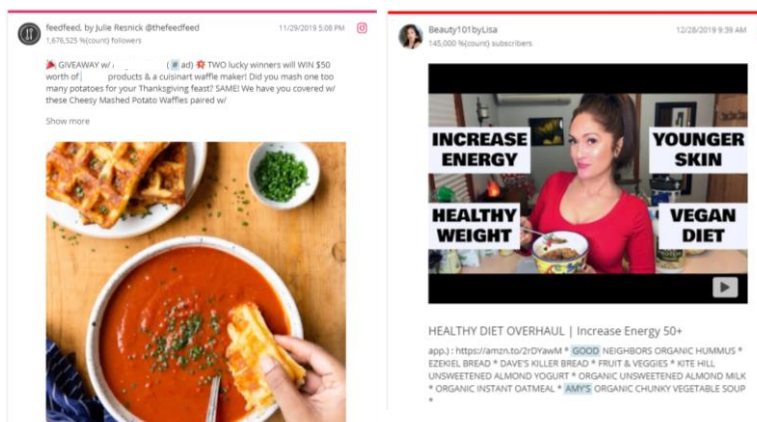 feedfeed, by Julie Resnick @thefeedfeed
11/29/2019 5:08 PM
1,676,525 %{count} followers
GIVEAWAY w/ (# ad) TWO lucky winners will WIN $50
worth of products & a cuisinart waffle maker! Did you mash one too
many potatoes for your Thanksgiving feast? SAME! We have you covered w/
these Cheesy Mashed Potato Waffles paired w/
Show more
Beauty101byLisa
12/28/2019 9:39 AM
145,000 %{count} subscribers
INCREASE
ENERGY
YOUNGER
SKIN
HEALTHY
WEIGHT
VEGAN
DIET
HEALTHY DIET OVERHAUL | Increase Energy 50+
app.) : https://amzn.to/2rDYawM * GOOD NEIGHBORS ORGANIC HUMMUS *
EZEKIEL BREAD * DAVE'S KILLER BREAD * FRUIT & VEGGIES * KITE HILL
UNSWEETENED ALMOND YOGURT * ORGANIC UNSWEETENED ALMOND MILK
* ORGANIC INSTANT OATMEAL * AMY'S ORGANIC CHUNKY VEGETABLE SOUP
*